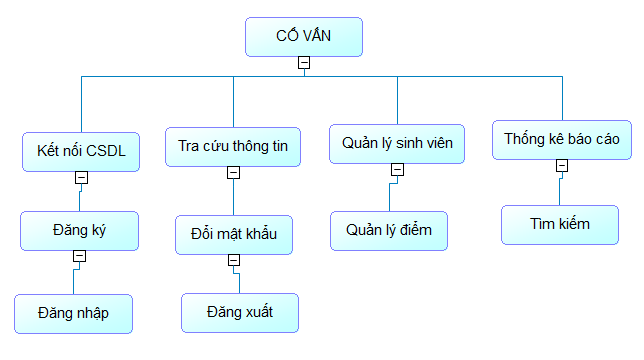 CỐ VẤN
Kết nối CSDL
Tra cứu thông tin
Quản lý sinh viên
Thống kê báo cáo
Đăng ký
Đổi mật khẩu
Quản lý điểm
Tìm kiếm
Đăng nhập
Đăng xuất